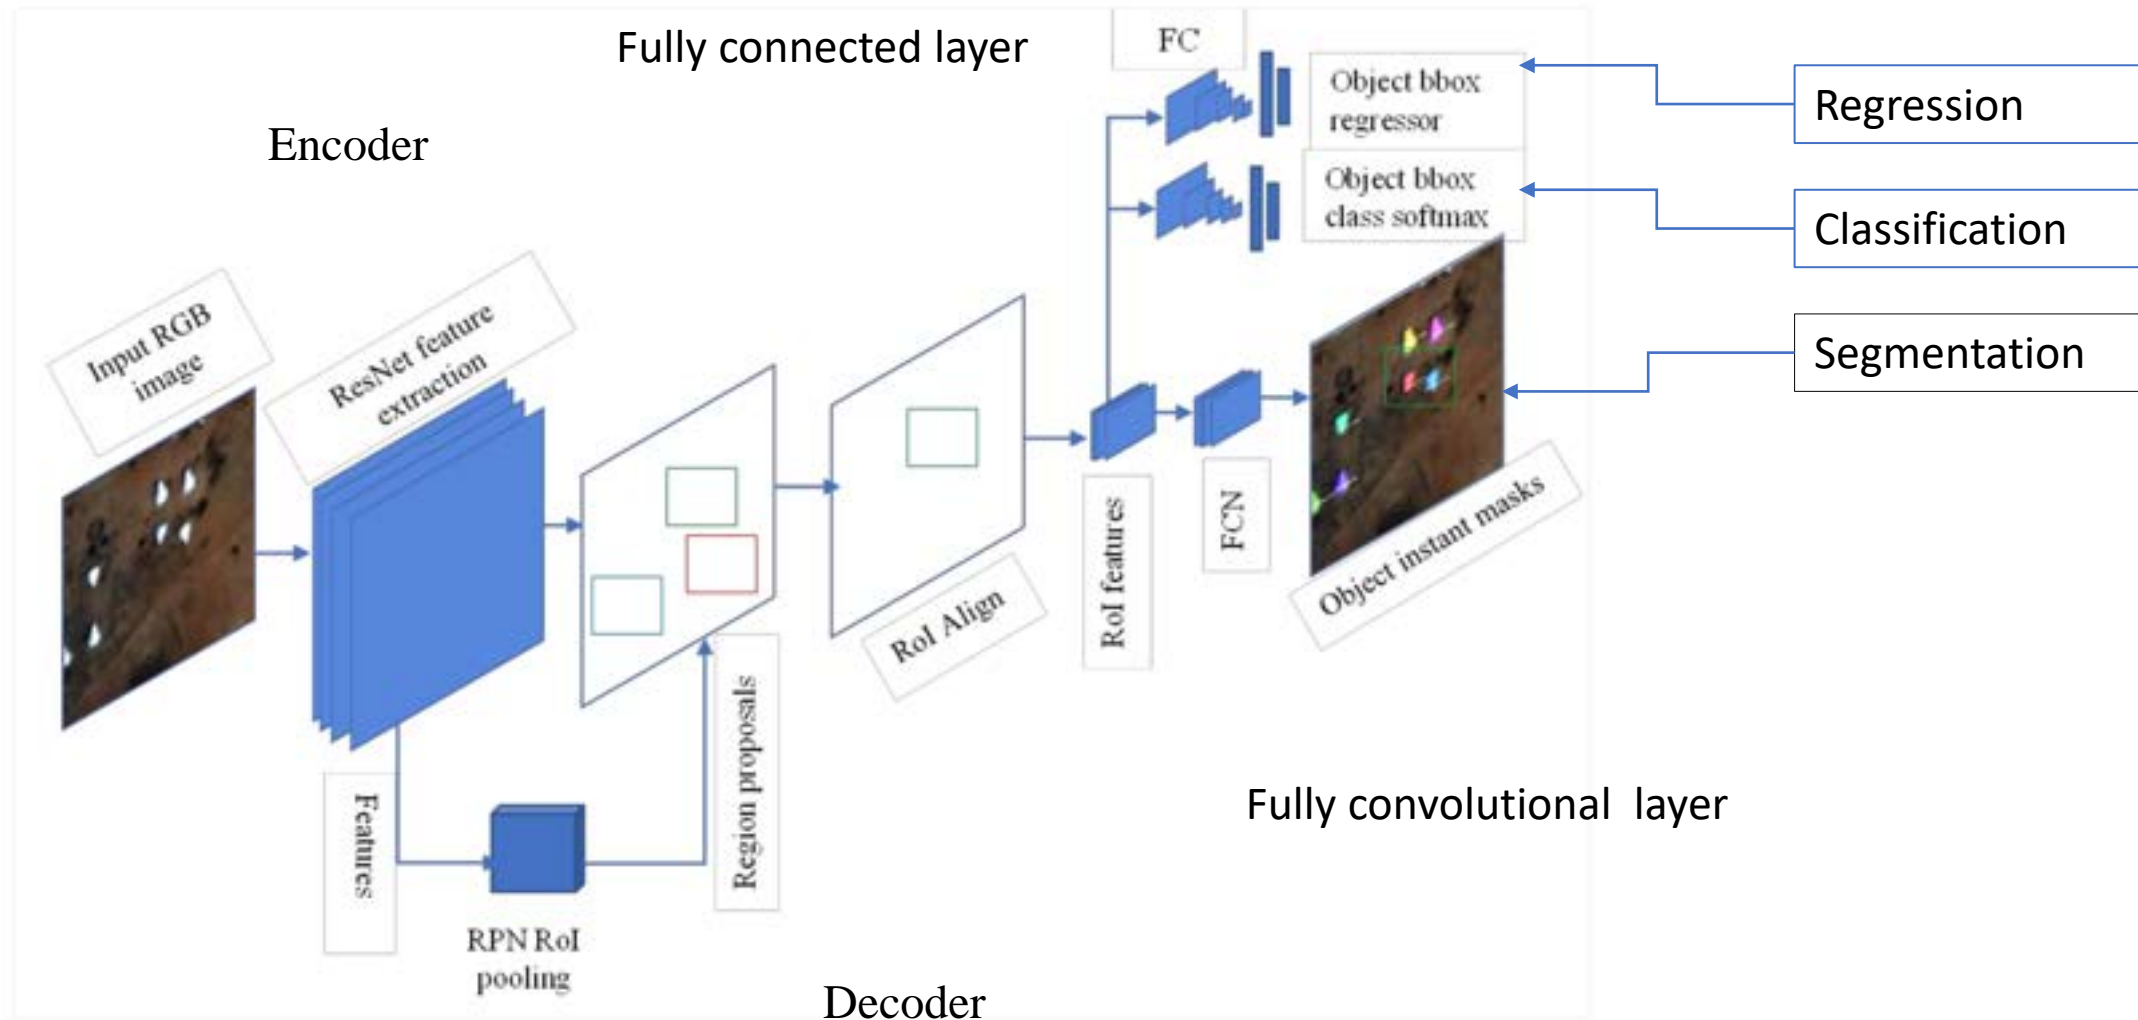 Fully connected layer
FC
Object bbox
regressor
Regression
Encoder
Object bbox
class softmax
Classification
Input RGB
image
ResNet feature
extraction
Segmentation
RoI Align
RoI features
FCN
Object instant masks
Features
Region proposals
Fully convolutional  layer
RPN RoI
pooling
Decoder